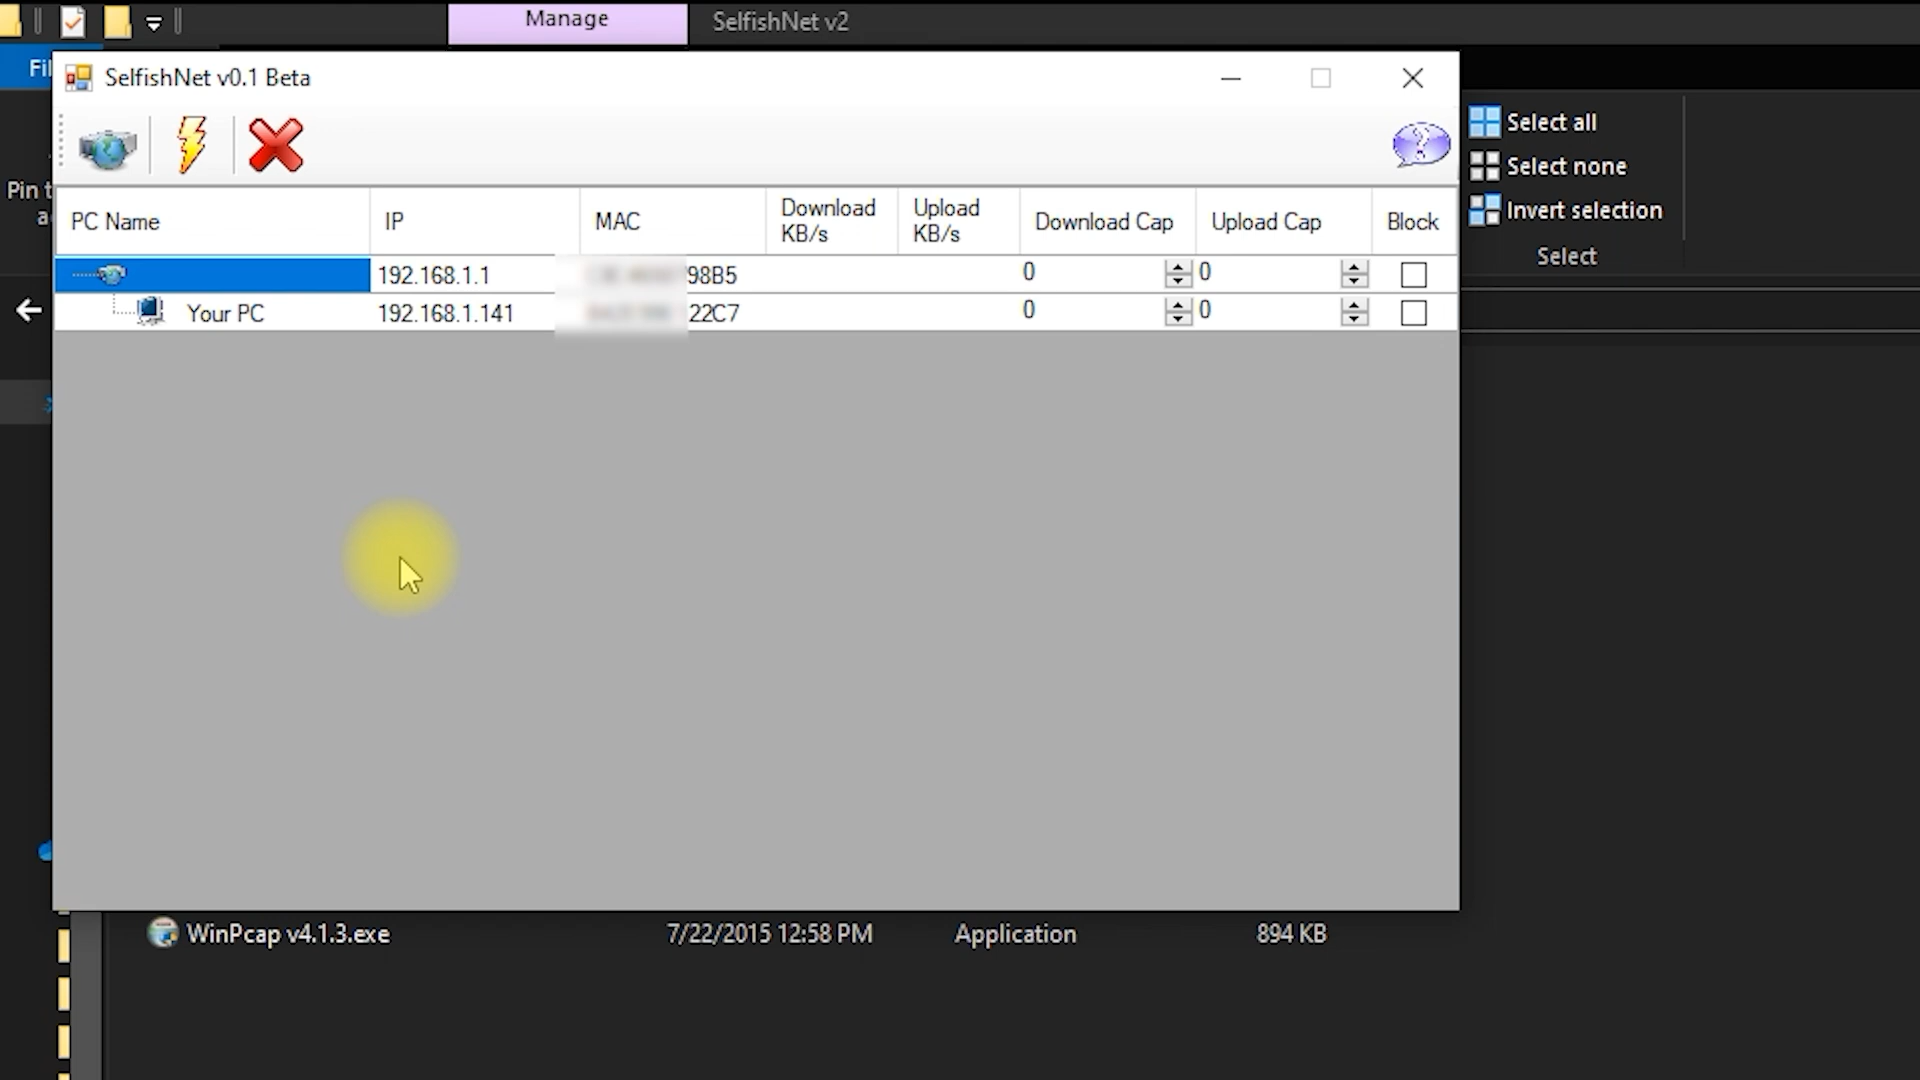 Manage
SelfishNet v2
Fil
SelfishNet v0.1 Beta
Select all
Select none
Invert selection
Select
Pin t
a
PC Name
IP
MAC
Download KB/s
Upload KB/s
Download Cap
Upload Cap
Block
192.168.1.1
98B5
0
0
Your PC
192.168.1.141
22C7
0
0
WinPcap v4.1.3.exe
7/22/2015 12:58 PM
Application
894 KB